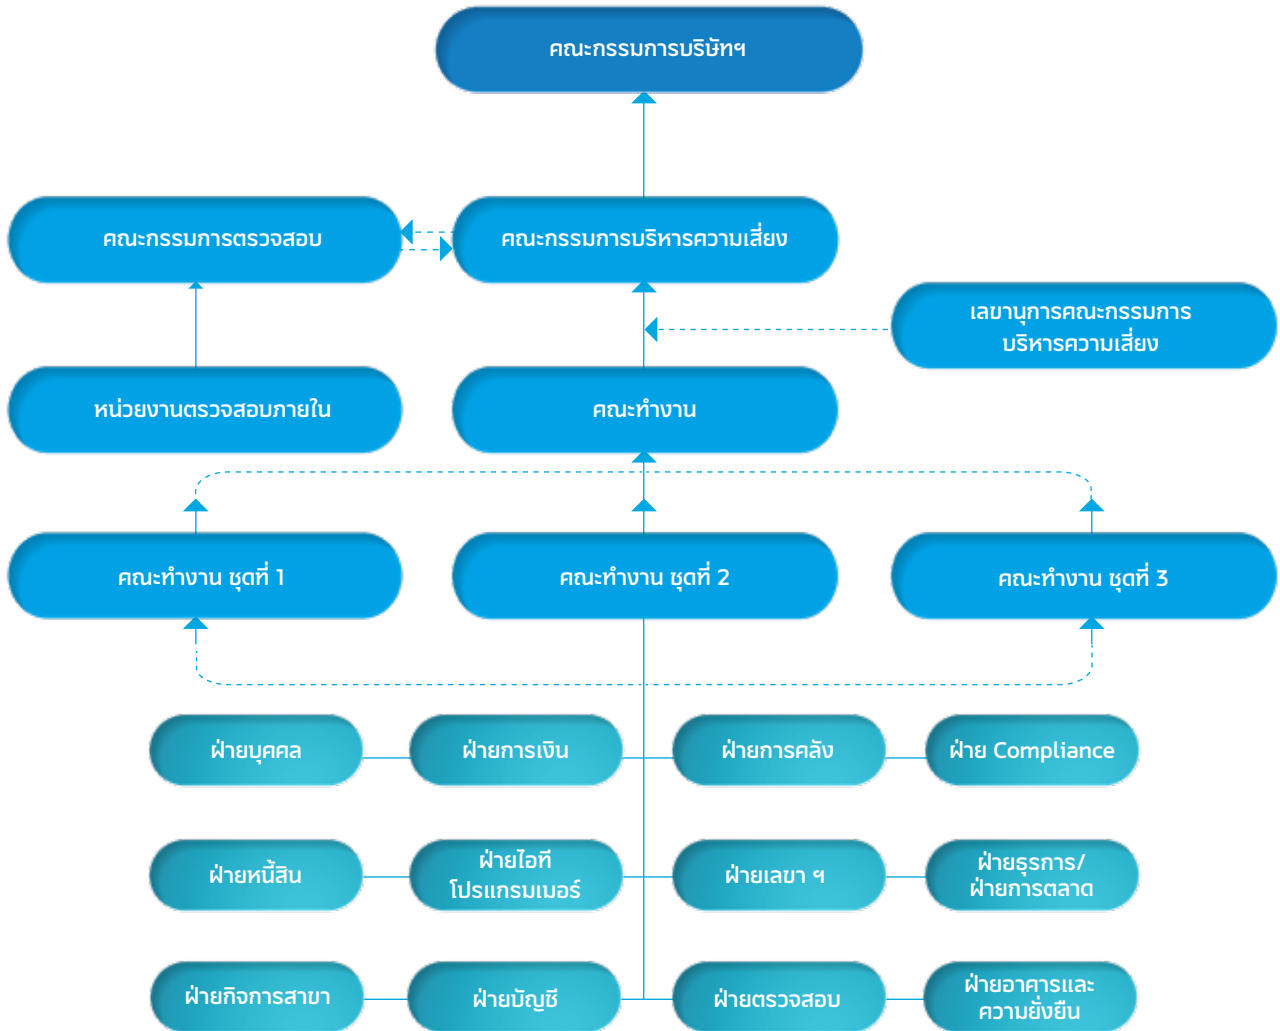 คณะกรรมการบริษัทฯ
คณะกรรมการตรวจสอบ
คณะกรรมการบริหารความเสี่ยง
เลขานุการคณะกรรมการ
บริหารความเสี่ยง
หน่วยงานตรวจสอบภายใน
คณะทำงาน
คณะทำงาน ชุดที่ 1
คณะทำงาน ชุดที่ 2
คณะทำงาน ชุดที่ 3
ฝ่ายบุคคล
ฝ่ายการเงิน
ฝ่ายการคลัง
ฝ่าย Compliance
ฝ่ายหนี้สิน
ฝ่ายไอที
โปรแกรมเมอร์
ฝ่ายเลขา ฯ
ฝ่ายธุรการ/
ฝ่ายการตลาด
ฝ่ายกิจการสาขา
ฝ่ายบัญชี
ฝ่ายตรวจสอบ
ฝ่ายอาคารและ
ความยั่งยืน